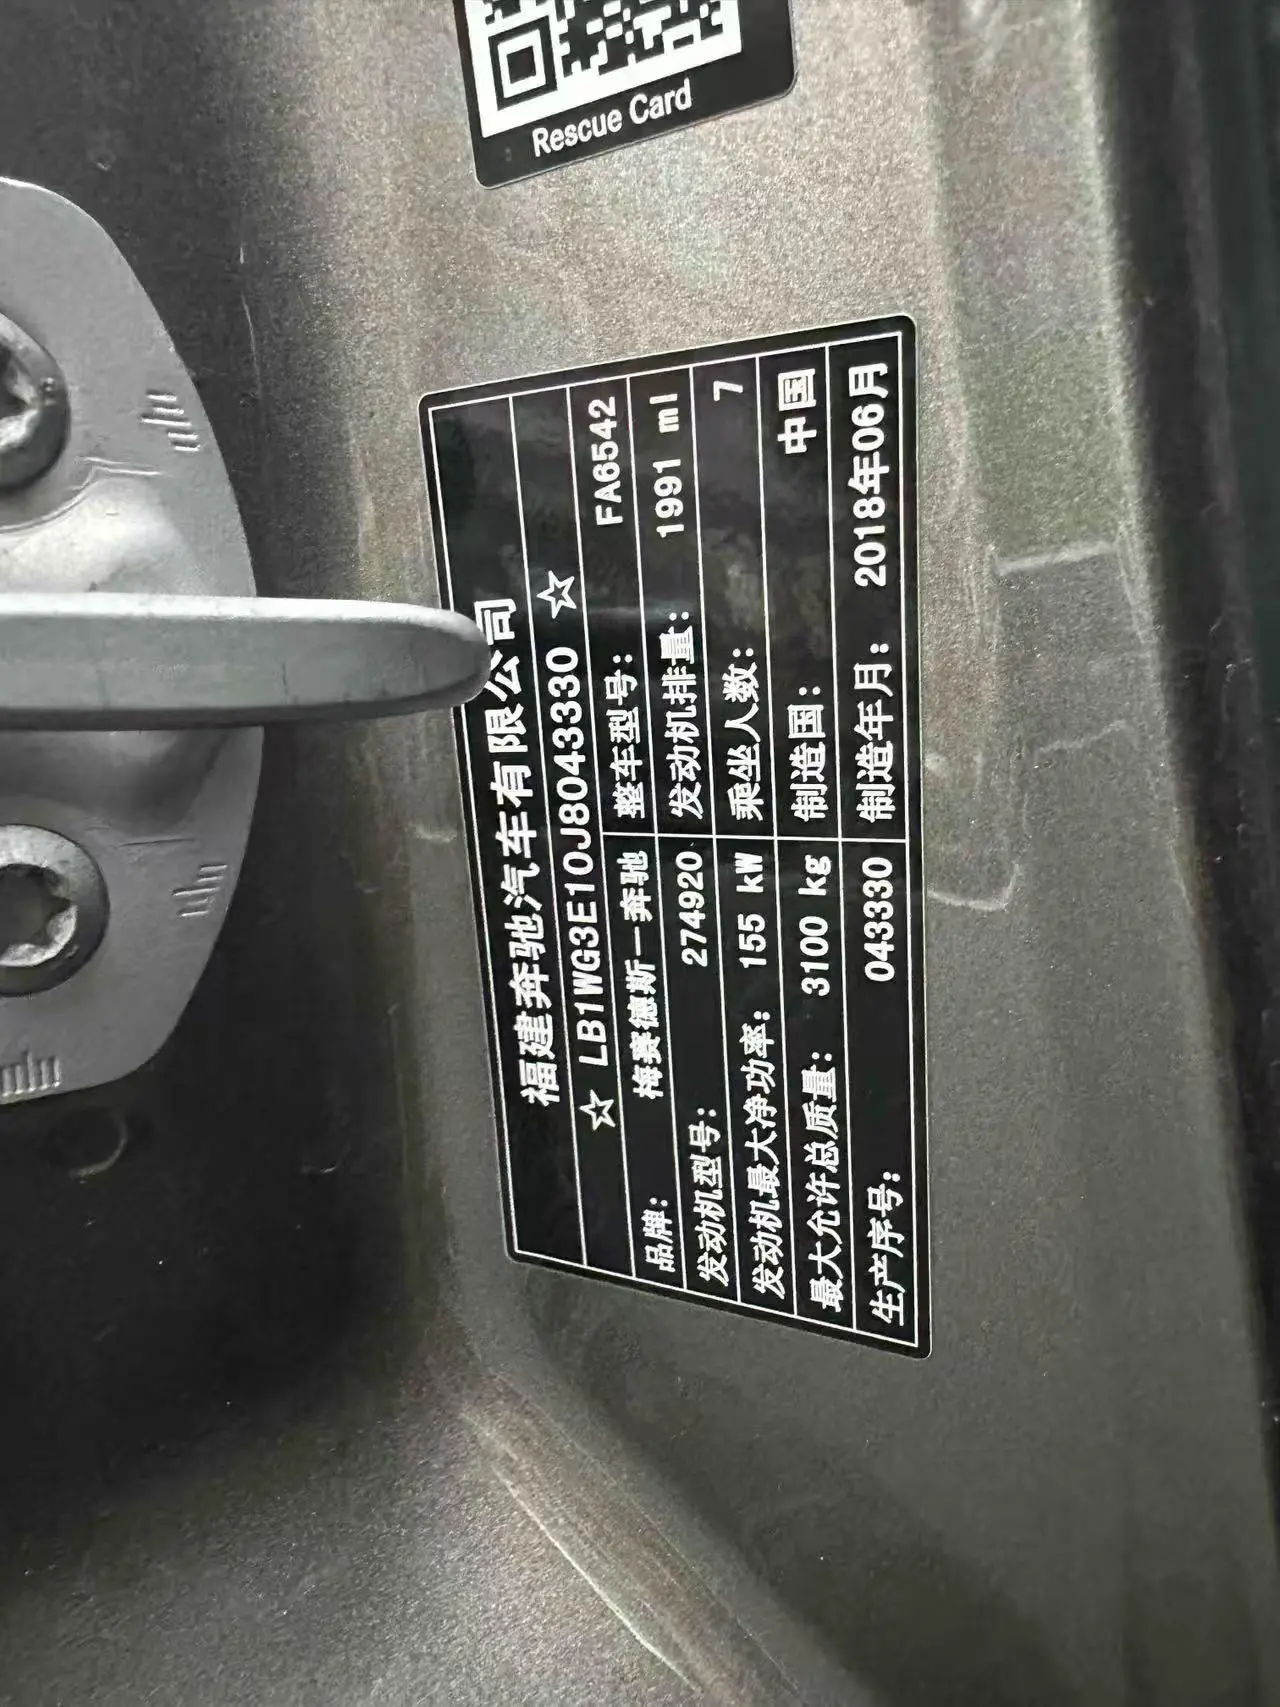 Rescue Card
福建奔驰汽车有限公司
☆ LB1WG3E10J8043330 ☆
品牌： 梅赛德斯－奔驰 整车型号： FA6542
发动机型号： 274920 发动机排量： 1991 ml
发动机最大净功率： 155 kW 乘坐人数： 7
最大允许总质量： 3100 kg 制造国： 中国
生产序号： 043330 制造年月： 2018年06月